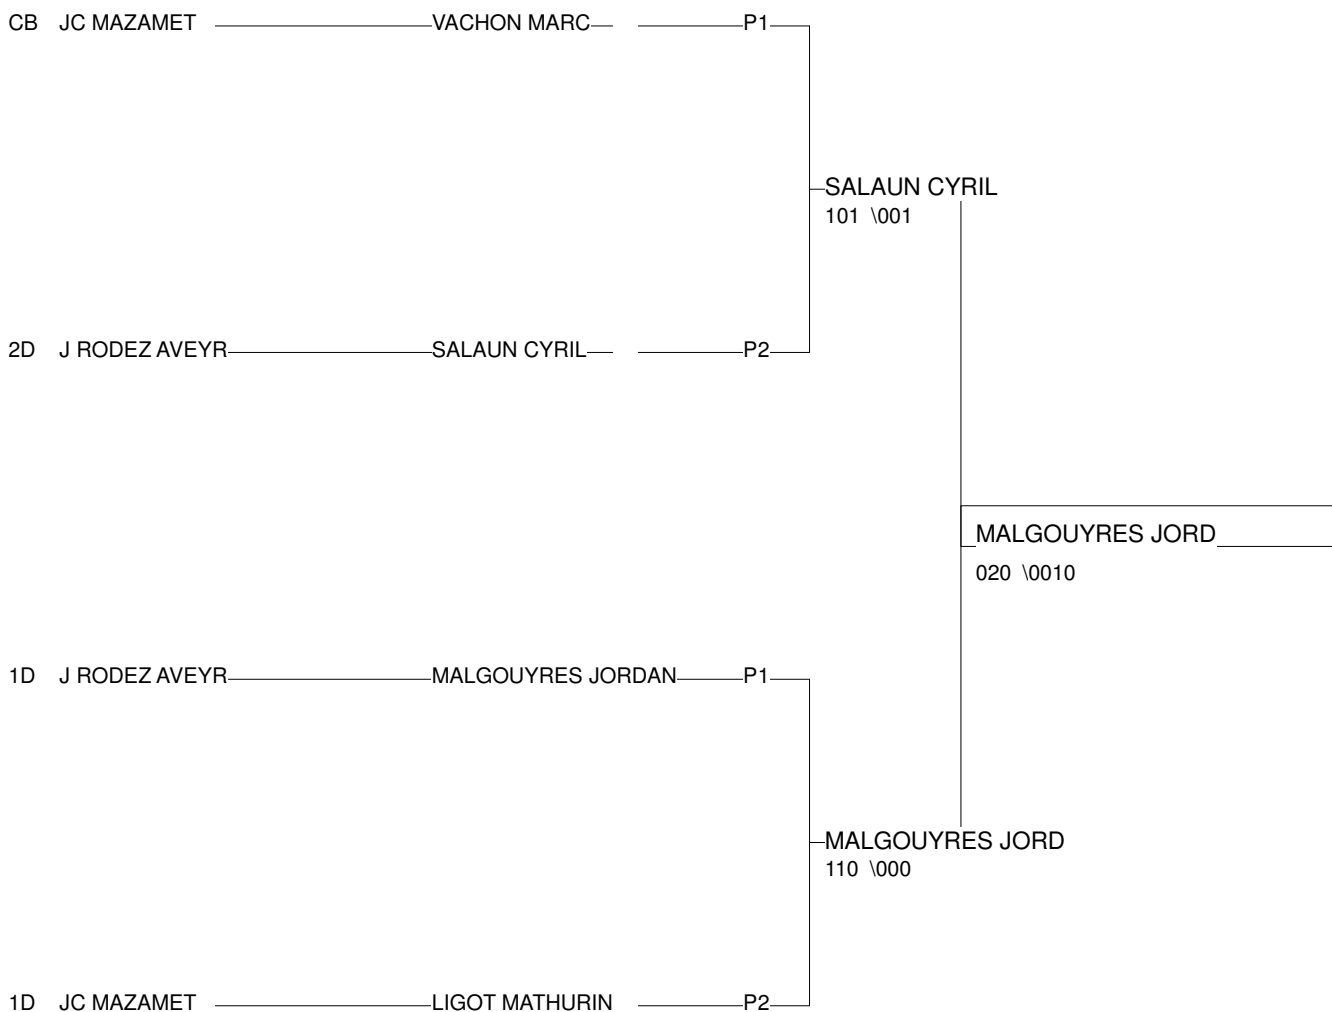 CB JC MAZAMET VACHON MARC P1
SALAUN CYRIL
101 \001
2D J RODEZ AVEYR SALAUN CYRIL P2
MALGOUYRES JORD
020 \0010
1D J RODEZ AVEYR MALGOUYRES JORDAN P1
MALGOUYRES JORD
110 \000
1D JC MAZAMET LIGOT MATHURIN P2